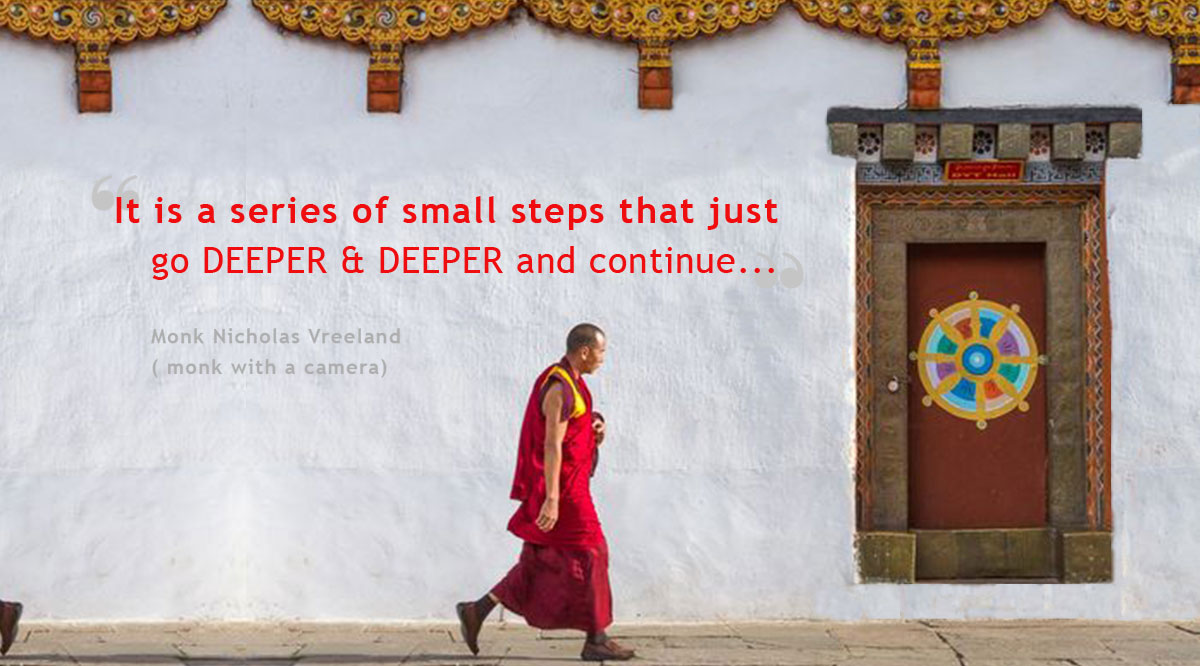 “It is a series of small steps that just
go DEEPER & DEEPER and continue...”
Monk Nicholas Vreeland
( monk with a camera)